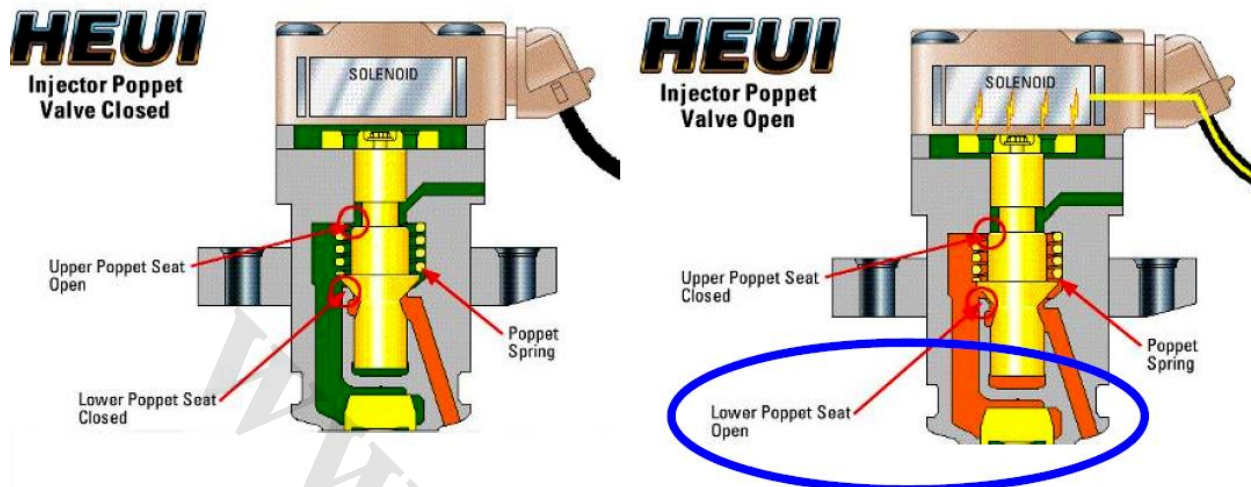 HEUI
Injector Poppet
Valve Closed
SOLENOID
Upper Poppet Seat
Open
Poppet
Spring
Lower Poppet Seat
Closed
HEUI
Injector Poppet
Valve Open
SOLENOID
Upper Poppet Seat
Closed
Poppet
Spring
Lower Poppet Seat
Open